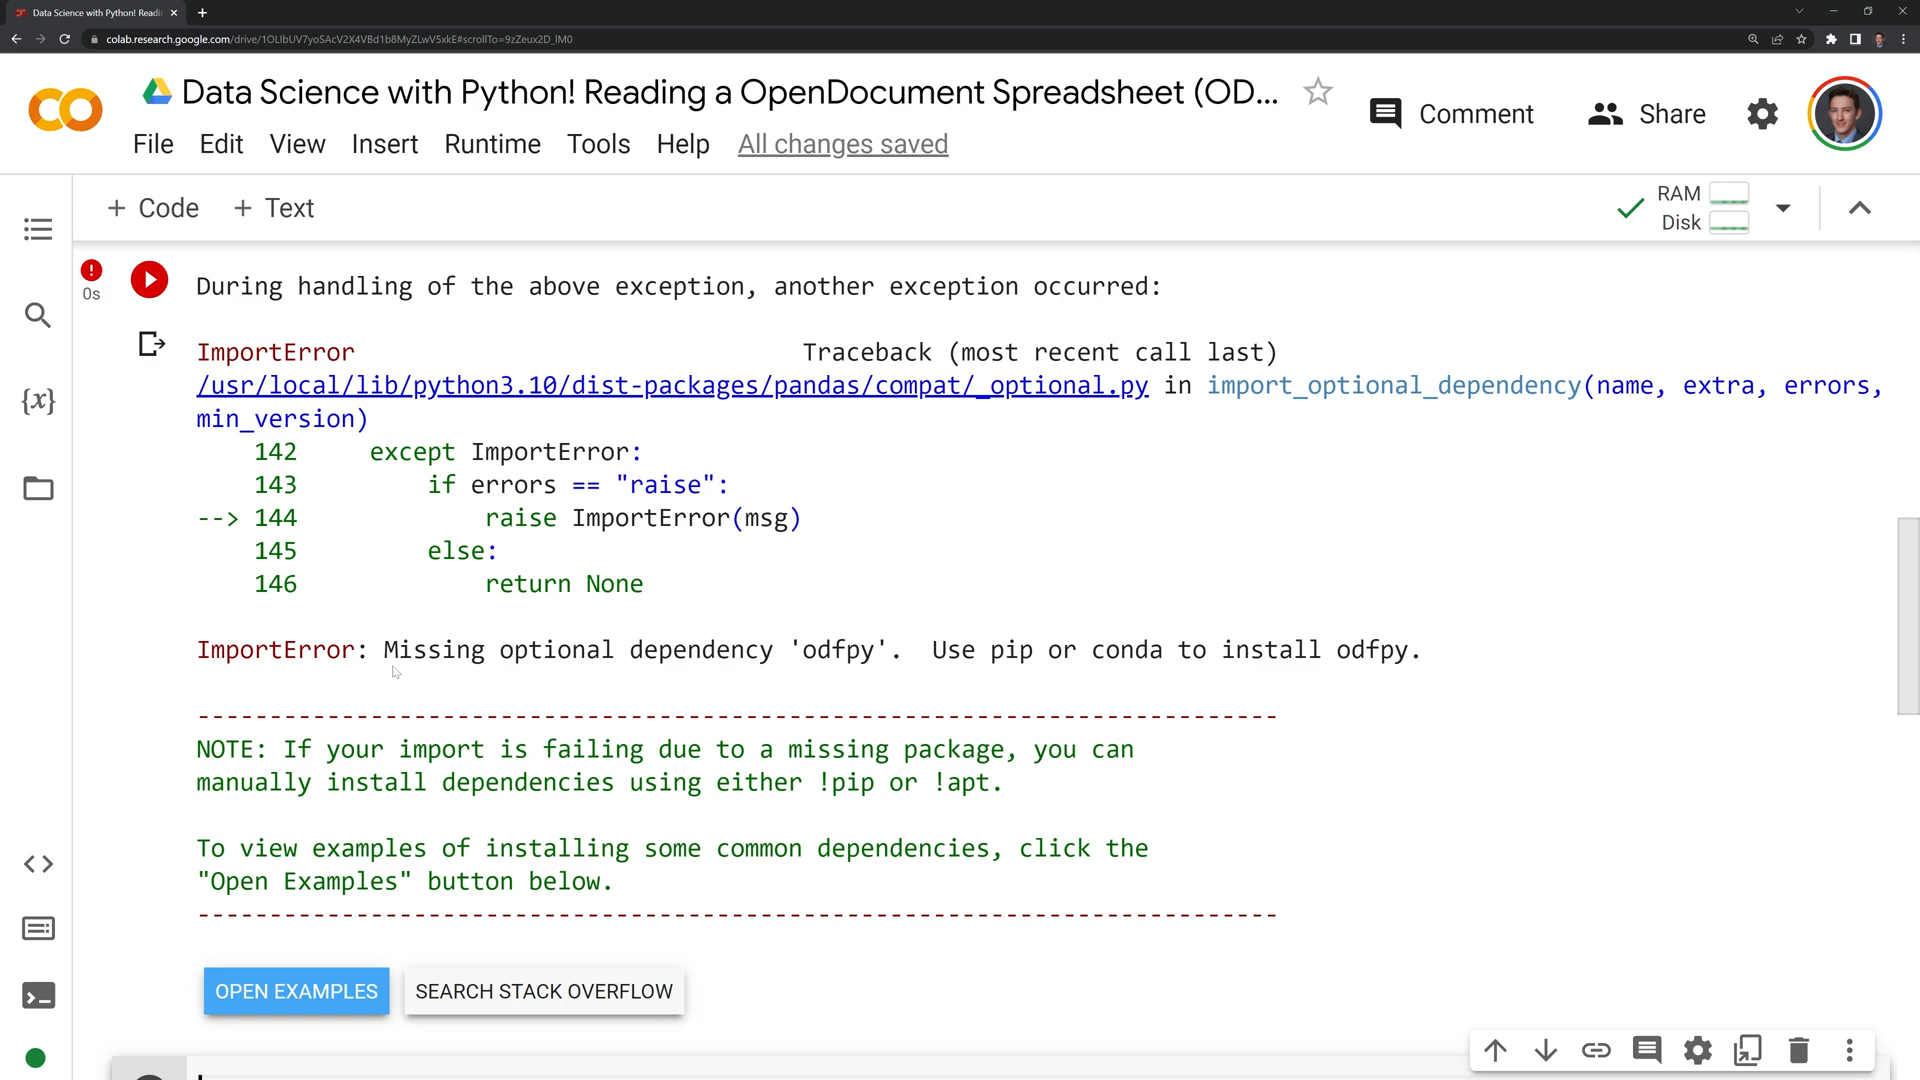 Data Science with Python! Readin
colab.research.google.com/drive/1OLIbUV7yoSAcV2X4VBd1b8MyZLwV5xkE#scrollTo=9zZeux2D_lM0
Data Science with Python! Reading a OpenDocument Spreadsheet (OD...
Comment
Share
File Edit View Insert Runtime Tools Help All changes saved
+ Code + Text
RAM
Disk
0s
During handling of the above exception, another exception occurred:
ImportError Traceback (most recent call last)
/usr/local/lib/python3.10/dist-packages/pandas/compat/_optional.py in import_optional_dependency(name, extra, errors,
min_version)
142 except ImportError:
143 if errors == "raise":
--> 144 raise ImportError(msg)
145 else:
146 return None
ImportError: Missing optional dependency 'odfpy'. Use pip or conda to install odfpy.
---------------------------------------------------------------------------
NOTE: If your import is failing due to a missing package, you can
manually install dependencies using either !pip or !apt.
To view examples of installing some common dependencies, click the
"Open Examples" button below.
---------------------------------------------------------------------------
OPEN EXAMPLES
SEARCH STACK OVERFLOW